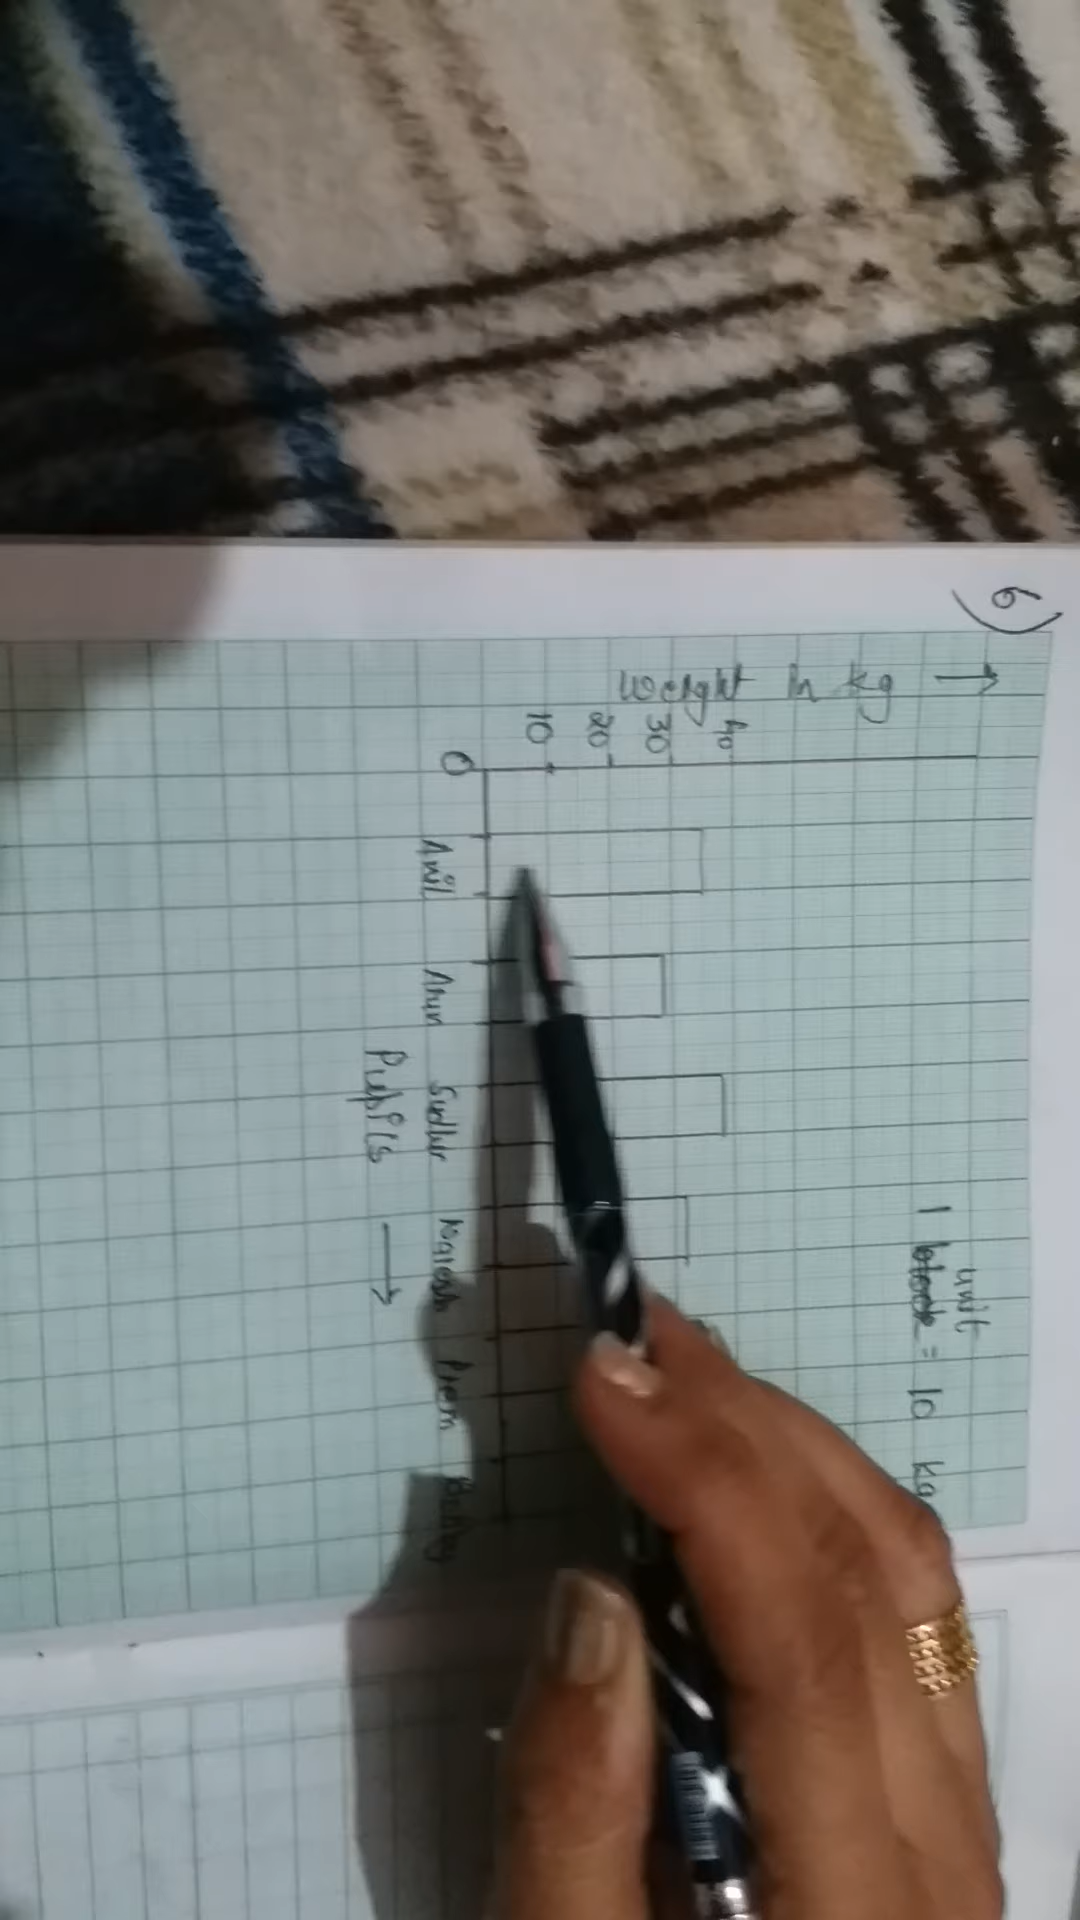 6)
unit
1 block = 10 kg
Weight in kg →
40
30
20
10
0
Anil Arun Sudhir Naresh Prem Bobby
Pupils →